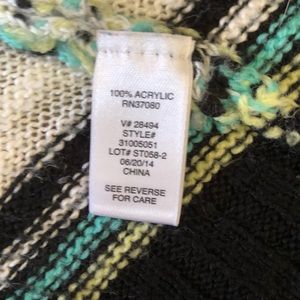 100% ACRYLIC
RN37080
V# 28494
STYLE#
31005051
LOT# ST058-2
06/20/14
CHINA
SEE REVERSE
FOR CARE